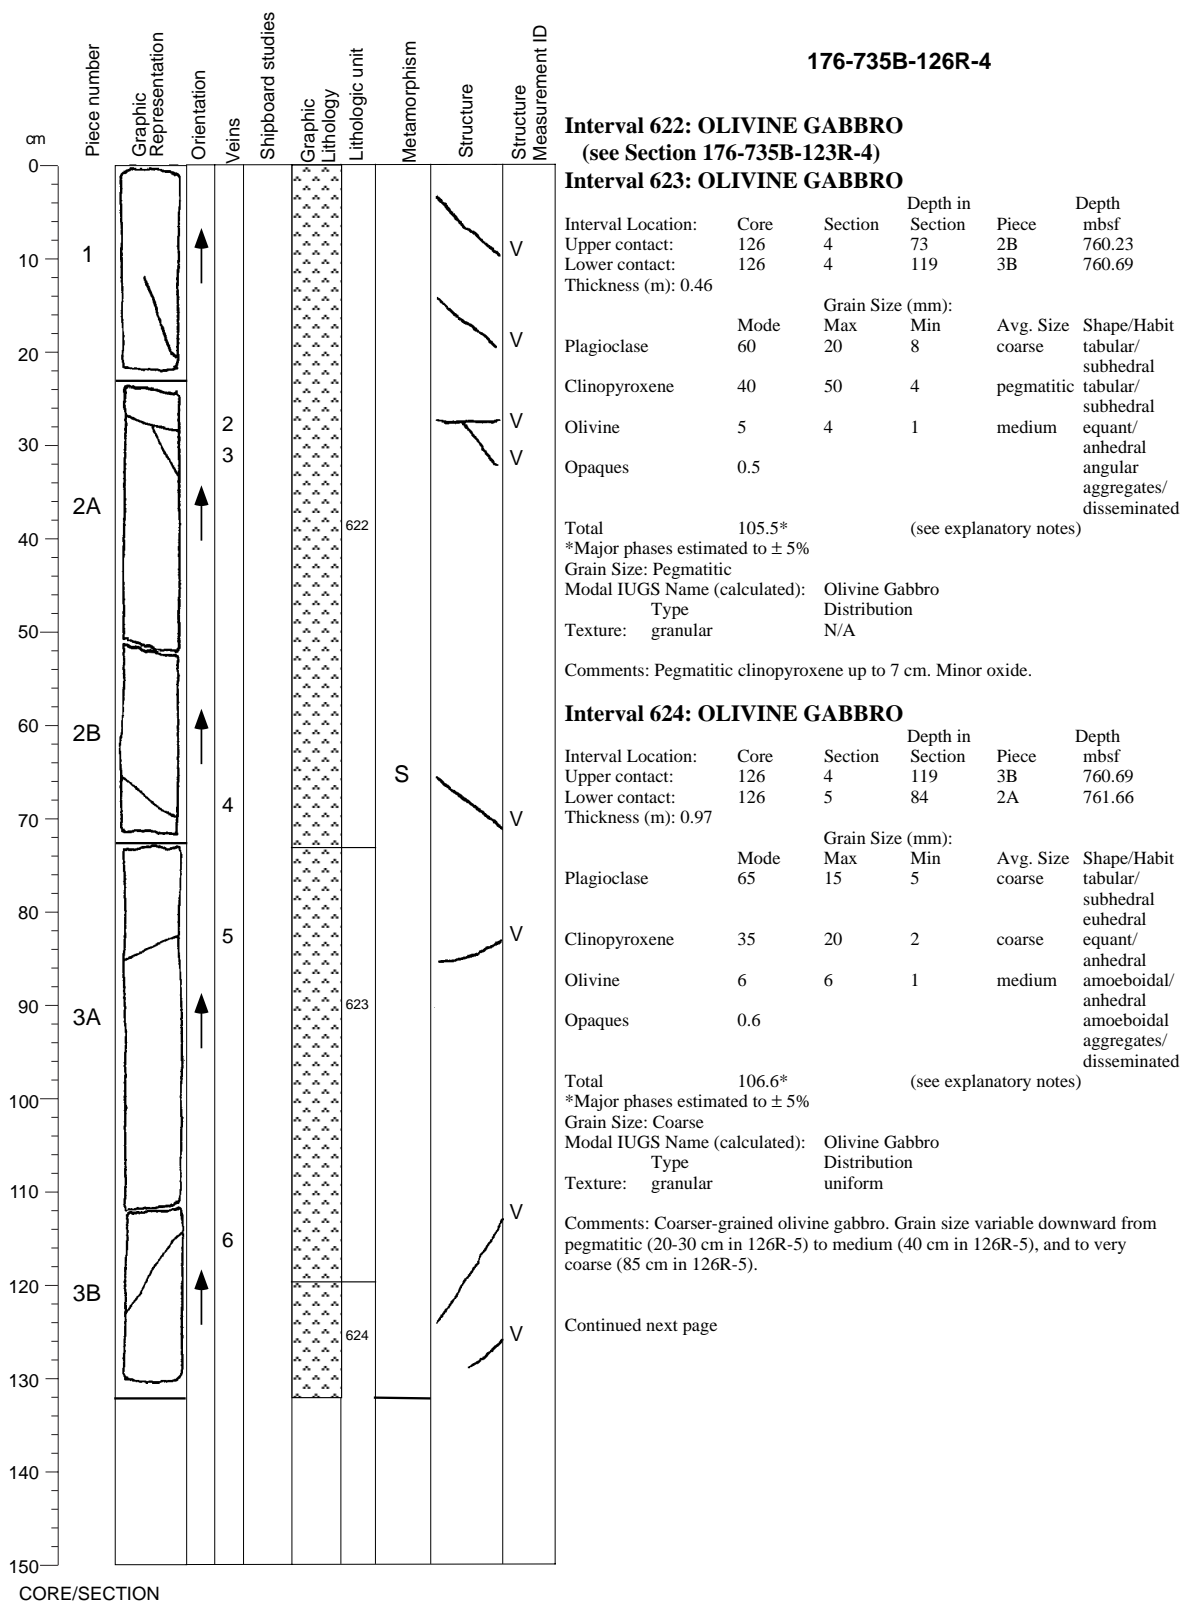 cm
Piece number
Graphic
Representation
Orientation
Veins
Shipboard studies
Graphic
Lithology
Lithologic unit
Metamorphism
Structure
Structure
Measurement ID
0
10
20
30
40
50
60
70
80
90
100
110
120
130
140
150
1
2A
2B
3A
3B
2
3
4
5
6
622
623
624
S
V
V
V
V
V
V
V
V
CORE/SECTION
176-735B-126R-4
Interval 622: OLIVINE GABBRO
(see Section 176-735B-123R-4)
Interval 623: OLIVINE GABBRO
Depth in Depth
Interval Location: Core Section Section Piece mbsf
Upper contact: 126 4 73 2B 760.23
Lower contact: 126 4 119 3B 760.69
Thickness (m): 0.46
Grain Size (mm):
Mode Max Min Avg. Size Shape/Habit
Plagioclase 60 20 8 coarse tabular/
subhedral
Clinopyroxene 40 50 4 pegmatitic tabular/
subhedral
Olivine 5 4 1 medium equant/
anhedral
Opaques 0.5 angular
aggregates/
disseminated
Total 105.5* (see explanatory notes)
*Major phases estimated to ± 5%
Grain Size: Pegmatitic
Modal IUGS Name (calculated): Olivine Gabbro
Type Distribution
Texture: granular N/A
Comments: Pegmatitic clinopyroxene up to 7 cm. Minor oxide.
Interval 624: OLIVINE GABBRO
Depth in Depth
Interval Location: Core Section Section Piece mbsf
Upper contact: 126 4 119 3B 760.69
Lower contact: 126 5 84 2A 761.66
Thickness (m): 0.97
Grain Size (mm):
Mode Max Min Avg. Size Shape/Habit
Plagioclase 65 15 5 coarse tabular/
subhedral
euhedral
Clinopyroxene 35 20 2 coarse equant/
anhedral
Olivine 6 6 1 medium amoeboidal/
anhedral
Opaques 0.6 amoeboidal
aggregates/
disseminated
Total 106.6* (see explanatory notes)
*Major phases estimated to ± 5%
Grain Size: Coarse
Modal IUGS Name (calculated): Olivine Gabbro
Type Distribution
Texture: granular uniform
Comments: Coarser-grained olivine gabbro. Grain size variable downward from
pegmatitic (20-30 cm in 126R-5) to medium (40 cm in 126R-5), and to very
coarse (85 cm in 126R-5).
Continued next page